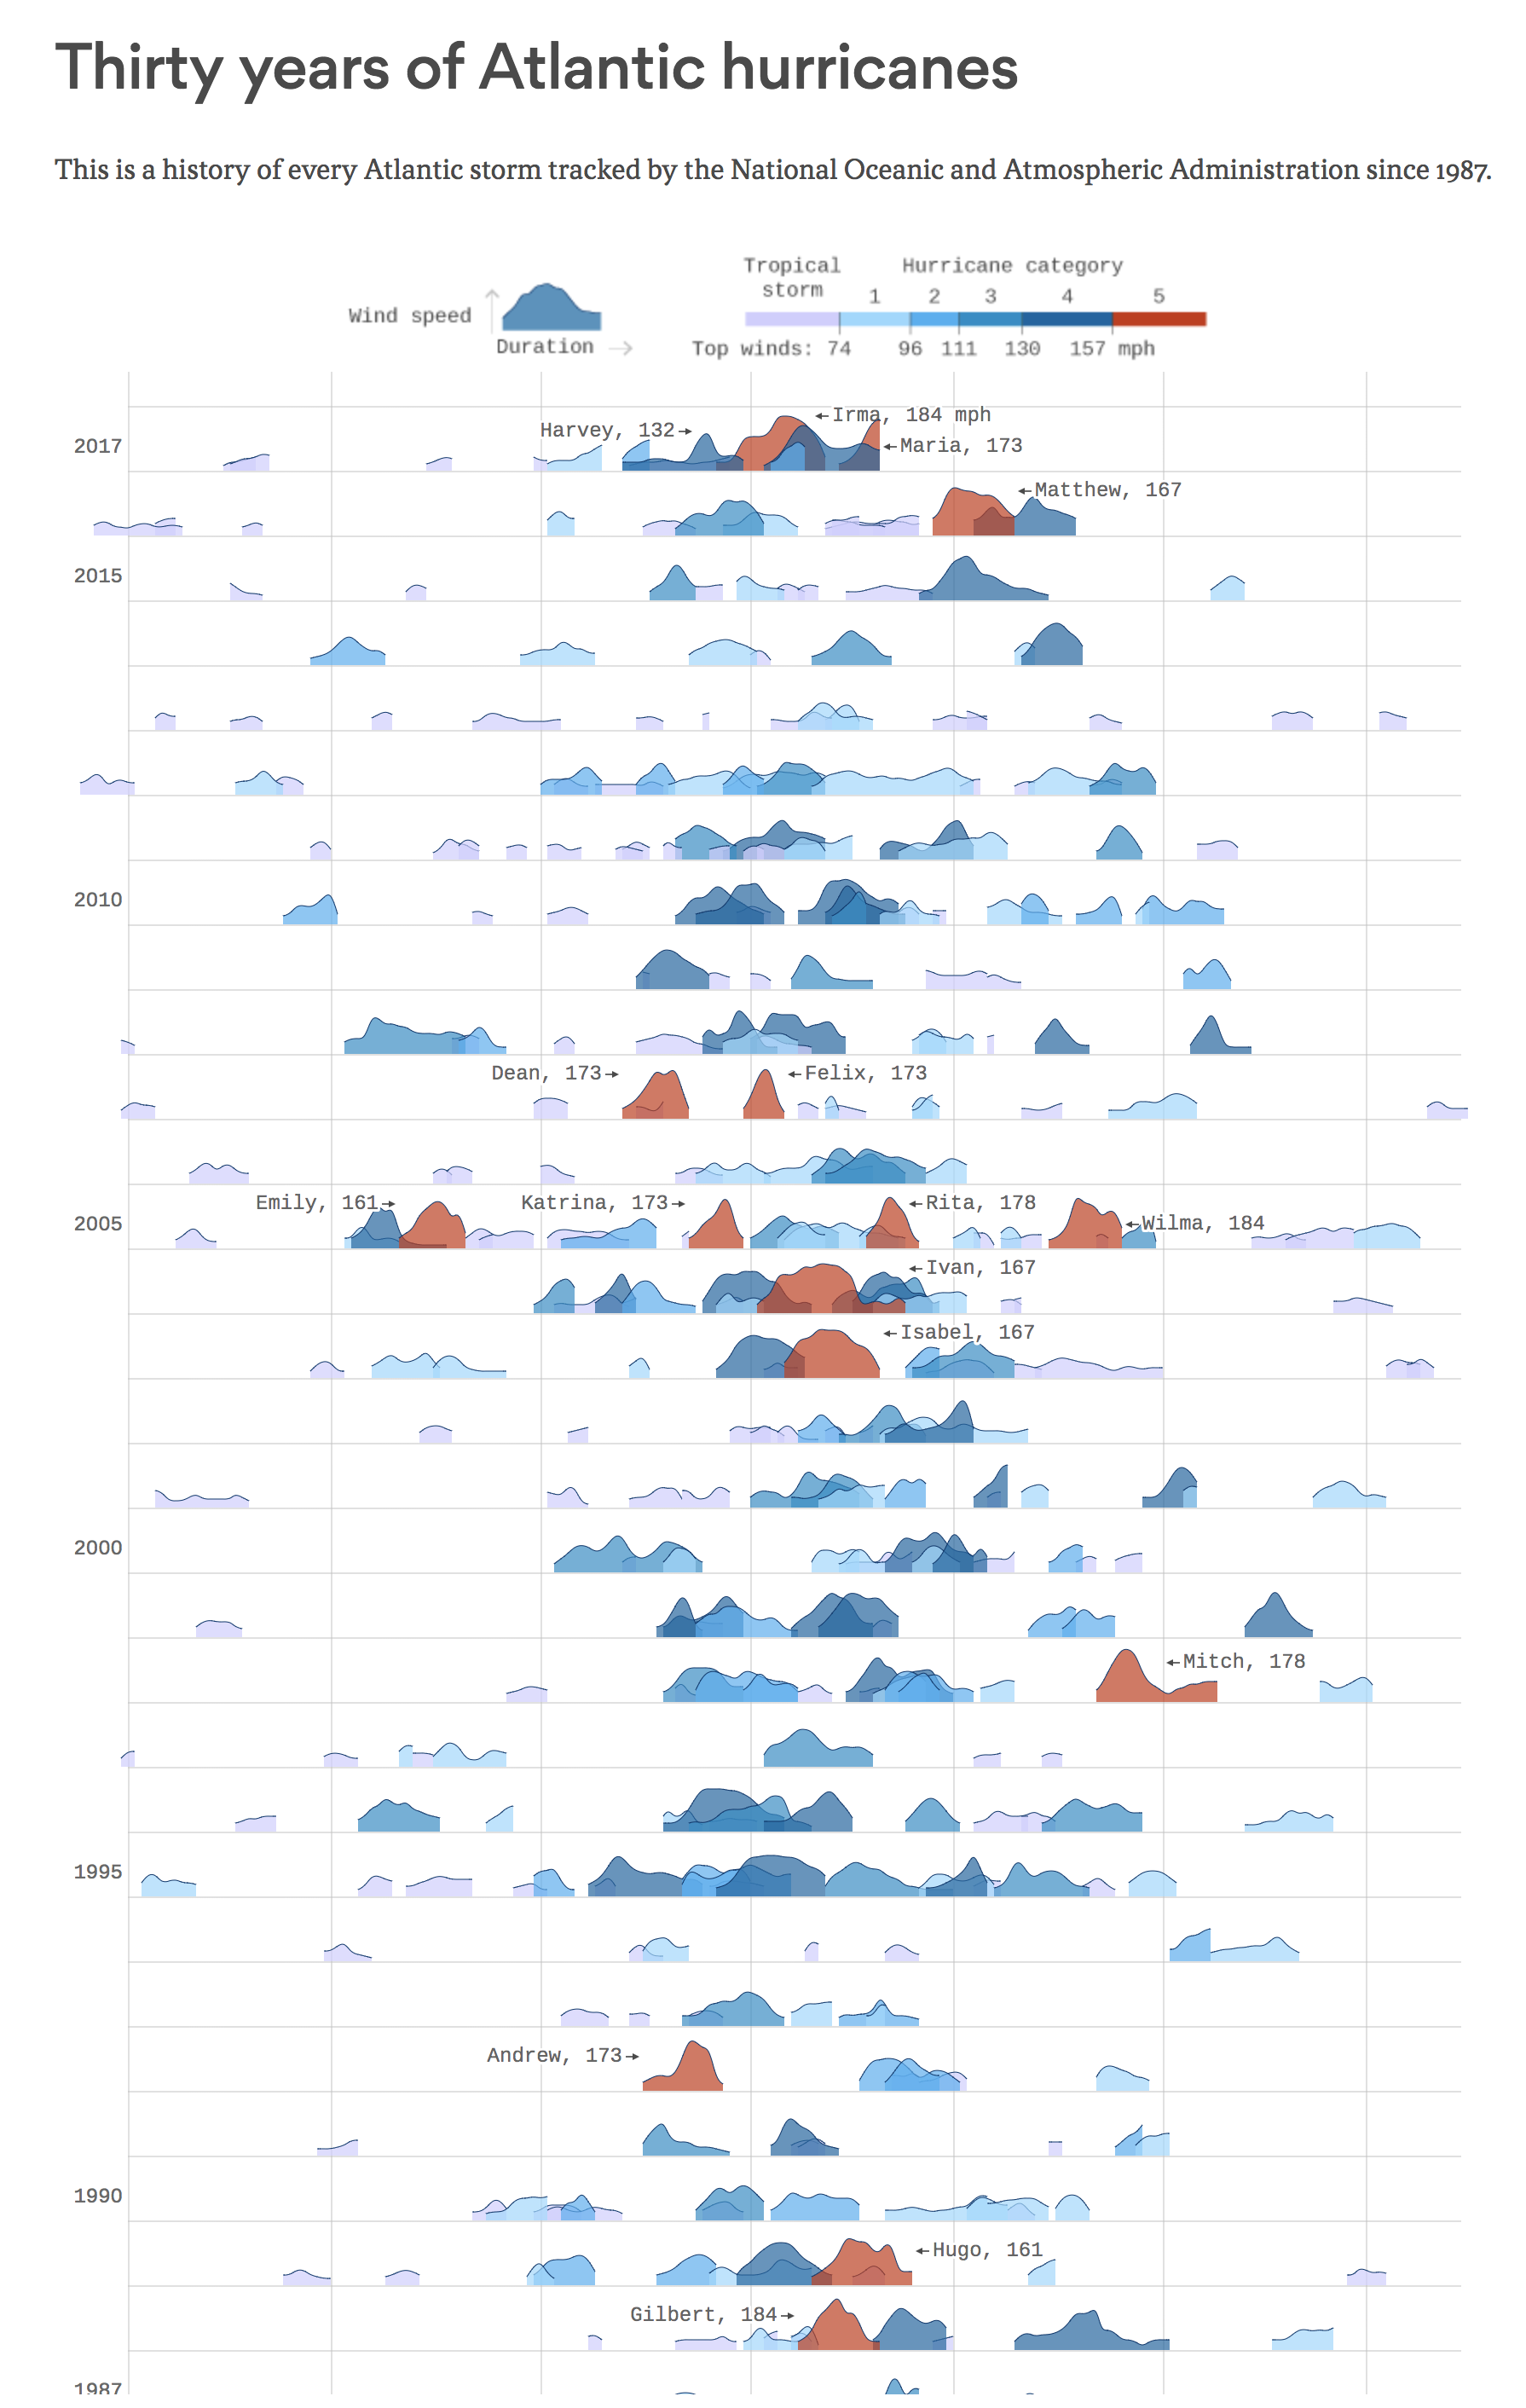 Thirty years of Atlantic hurricanes
This is a history of every Atlantic storm tracked by the National Oceanic and Atmospheric Administration since 1987.
Tropical storm
Hurricane category
1 2 3 4 5
Wind speed
Duration
Top winds: 74 96 111 130 157 mph
Irma, 184 mph
Harvey, 132
2017
Maria, 173
Matthew, 167
2015
2010
Dean, 173
Felix, 173
Emily, 161
Katrina, 173
Rita, 178
2005
Wilma, 184
Ivan, 167
Isabel, 167
2000
Mitch, 178
1995
Andrew, 173
1990
Hugo, 161
Gilbert, 184
1987